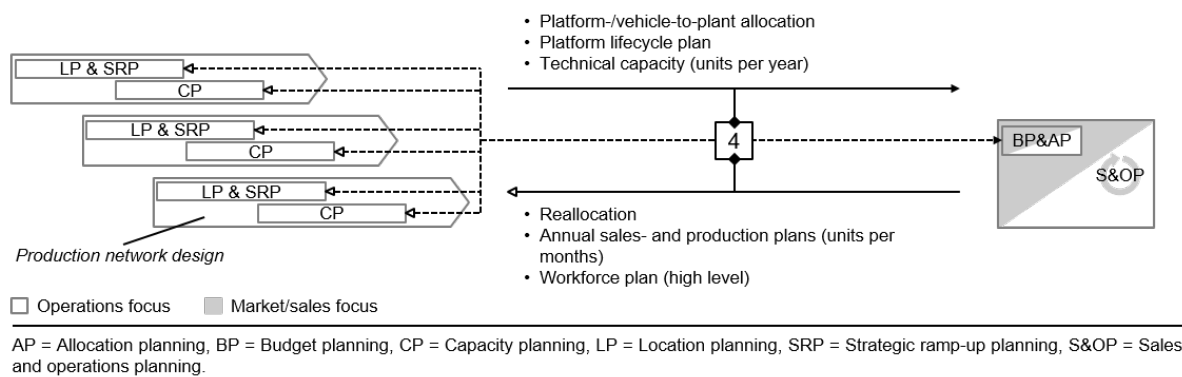 • Platform-/vehicle-to-plant allocation
• Platform lifecycle plan
• Technical capacity (units per year)
LP & SRP
CP
LP & SRP
CP
LP & SRP
CP
4
BP&AP
S&OP
Production network design
• Reallocation
• Annual sales- and production plans (units per
months)
• Workforce plan (high level)
Operations focus
Market/sales focus
AP = Allocation planning, BP = Budget planning, CP = Capacity planning, LP = Location planning, SRP = Strategic ramp-up planning, S&OP = Sales
and operations planning.